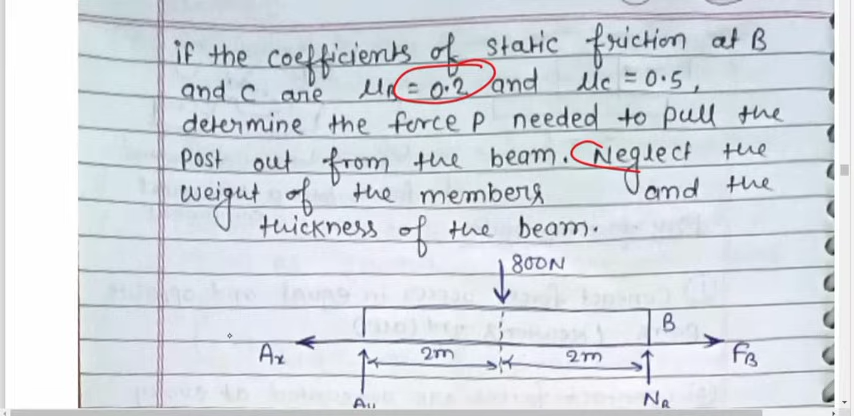 if the coefficients of static friction at B
and C are μB = 0.2 and μc = 0.5,
determine the force P needed to pull the
Post out from the beam. Neglect the
weight of the members and the
thickness of the beam.
800N
B
Ax 2m 2m FB
Ay NB